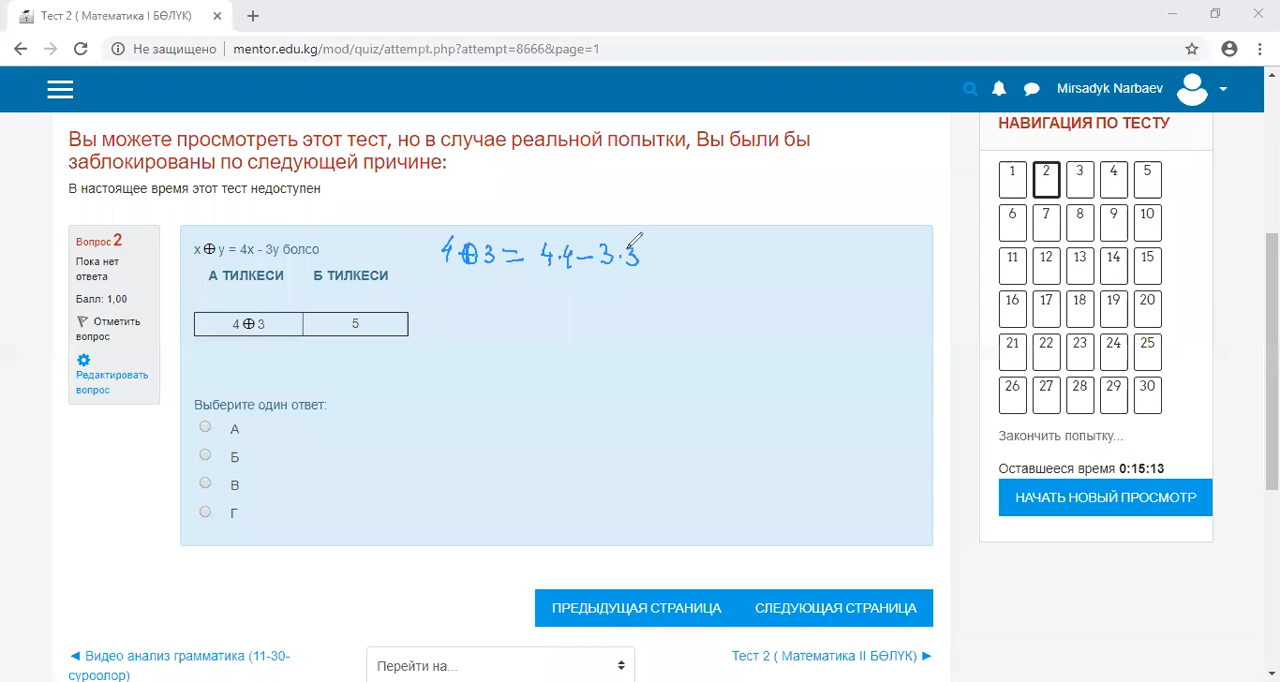 Тест 2 (Математика I БӨЛҮК)
Не защищено | mentor.edu.kg/mod/quiz/attempt.php?attempt=8666&page=1
Mirsadyk Narbaev
Вы можете просмотреть этот тест, но в случае реальной попытки, Вы были бы
заблокированы по следующей причине:
В настоящее время этот тест недоступен
Вопрос 2
Пока нет
ответа
Балл: 1,00
Отметить
вопрос
Редактировать
вопрос
x⊕y = 4x - 3y болсо
А ТИЛКЕСИ Б ТИЛКЕСИ
4⊕3 5
4⊕3 = 4·4 - 3·3
Выберите один ответ:
А
Б
В
Г
ПРЕДЫДУЩАЯ СТРАНИЦА СЛЕДУЮЩАЯ СТРАНИЦА
◄ Видео анализ грамматика (11-30-
суроолор)
Перейти на...
Тест 2 ( Математика II БӨЛҮК) ►
НАВИГАЦИЯ ПО ТЕСТУ
1 2 3 4 5
6 7 8 9 10
11 12 13 14 15
16 17 18 19 20
21 22 23 24 25
26 27 28 29 30
Закончить попытку...
Оставшееся время 0:15:13
НАЧАТЬ НОВЫЙ ПРОСМОТР